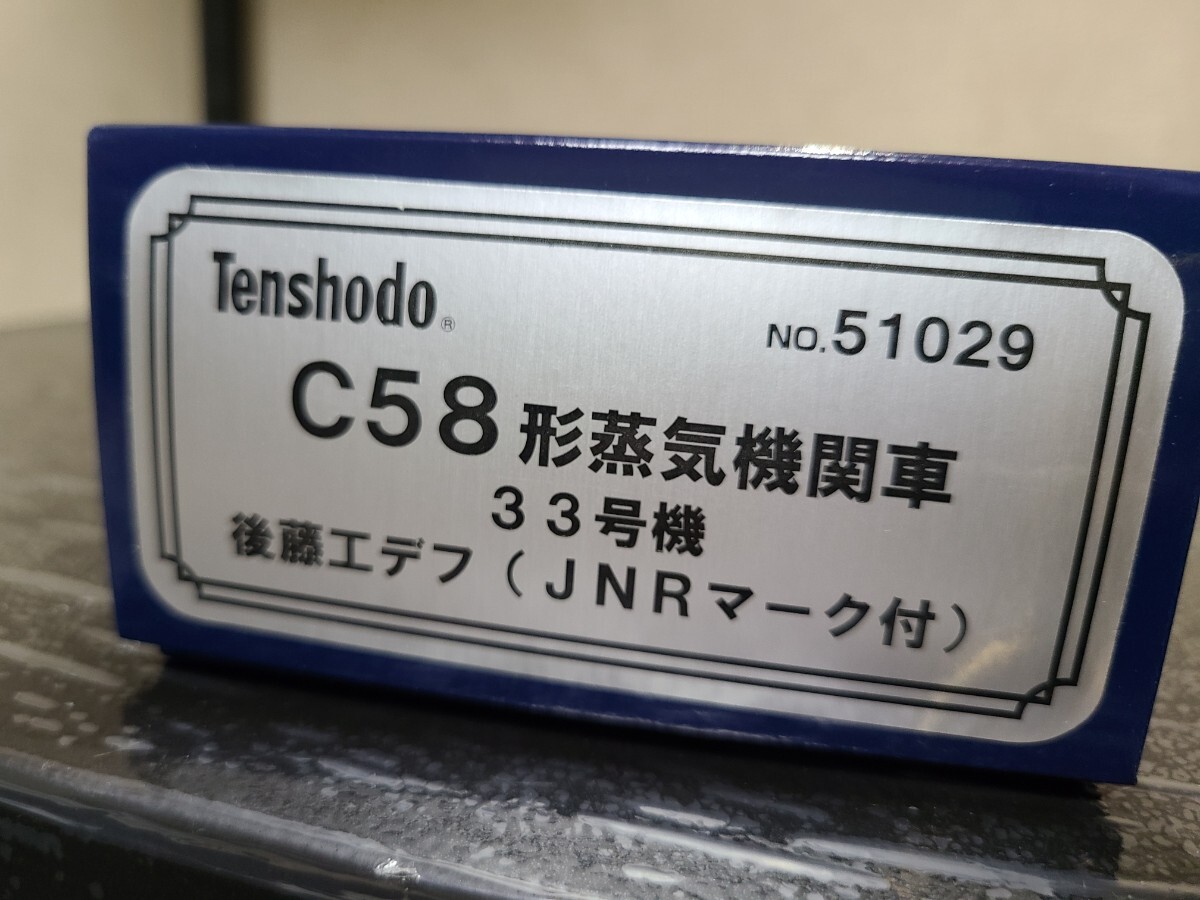 Tenshodo®
NO.51029
C58形蒸気機関車
33号機
後藤工デフ（JNRマーク付）